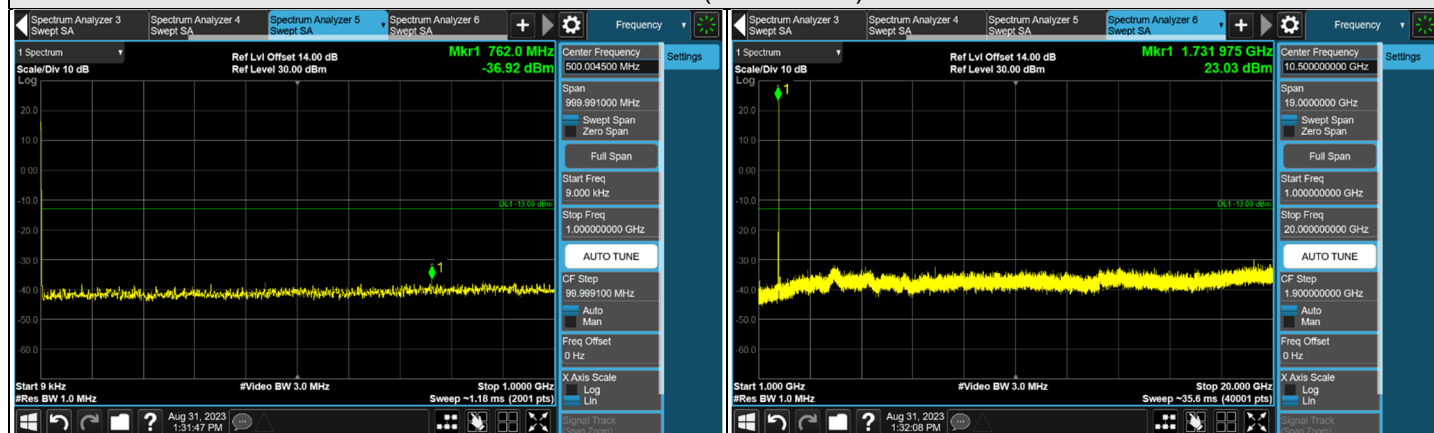 Spectrum Analyzer 3
Swept SA
Spectrum Analyzer 4
Swept SA
Spectrum Analyzer 5
Swept SA
Spectrum Analyzer 6
Swept SA
Frequency
1 Spectrum
Scale/Div 10 dB
Log
Ref Lvl Offset 14.00 dB
Ref Level 30.00 dBm
Mkr1 762.0 MHz
-36.92 dBm
1
20.0
10.0
0.00
-10.0
DL1 -13.00 dBm
-20.0
-30.0
-40.0
-50.0
-60.0
Start 9 kHz
#Res BW 1.0 MHz
#Video BW 3.0 MHz
Stop 1.0000 GHz
Sweep ~1.18 ms (2001 pts)
Center Frequency
500.004500 MHz
Settings
Span
999.991000 MHz
Swept Span
Zero Span
Full Span
Start Freq
9.000 kHz
Stop Freq
1.000000000 GHz
AUTO TUNE
CF Step
99.999100 MHz
Auto
Man
Freq Offset
0 Hz
X Axis Scale
Log
Lin
Signal Track
(Span Zoom)
?
Aug 31, 2023
1:31:47 PM
Spectrum Analyzer 3
Swept SA
Spectrum Analyzer 4
Swept SA
Spectrum Analyzer 5
Swept SA
Spectrum Analyzer 6
Swept SA
Frequency
1 Spectrum
Scale/Div 10 dB
Log
Ref Lvl Offset 14.00 dB
Ref Level 30.00 dBm
Mkr1 1.731 975 GHz
23.03 dBm
1
20.0
10.0
0.00
-10.0
DL1 -13.00 dBm
-20.0
-30.0
-40.0
-50.0
-60.0
Start 1.000 GHz
#Res BW 1.0 MHz
#Video BW 3.0 MHz
Stop 20.000 GHz
Sweep ~35.6 ms (40001 pts)
Center Frequency
10.500000000 GHz
Settings
Span
19.0000000 GHz
Swept Span
Zero Span
Full Span
Start Freq
1.000000000 GHz
Stop Freq
20.000000000 GHz
AUTO TUNE
CF Step
1.900000000 GHz
Auto
Man
Freq Offset
0 Hz
X Axis Scale
Log
Lin
Signal Track
(Span Zoom)
?
Aug 31, 2023
1:32:08 PM